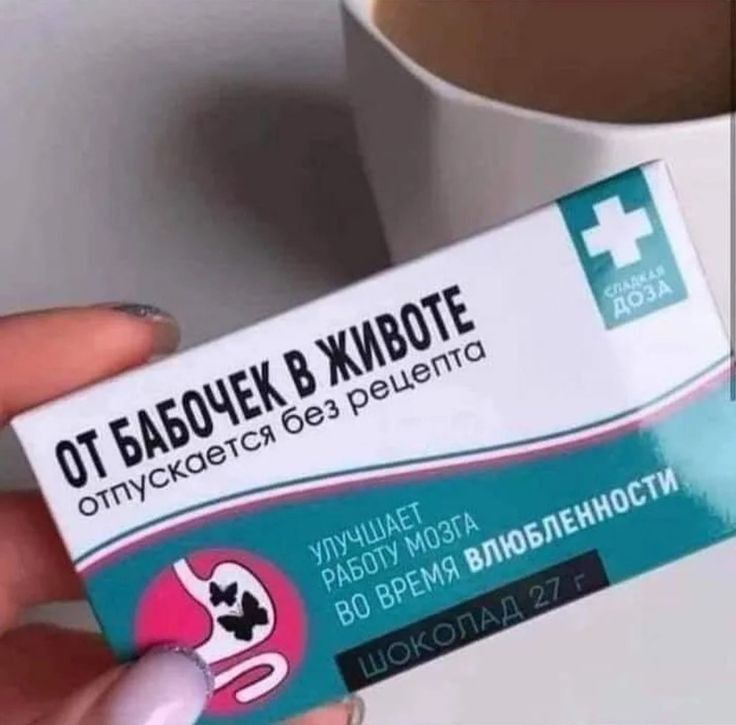 СЛАДКАЯ
ДОЗА
ОТ БАБОЧЕК В ЖИВОТЕ
отпускается без рецепта
УЛУЧШАЕТ
РАБОТУ МОЗГА
ВО ВРЕМЯ ВЛЮБЛЕННОСТИ
ШОКОЛАД 27 г